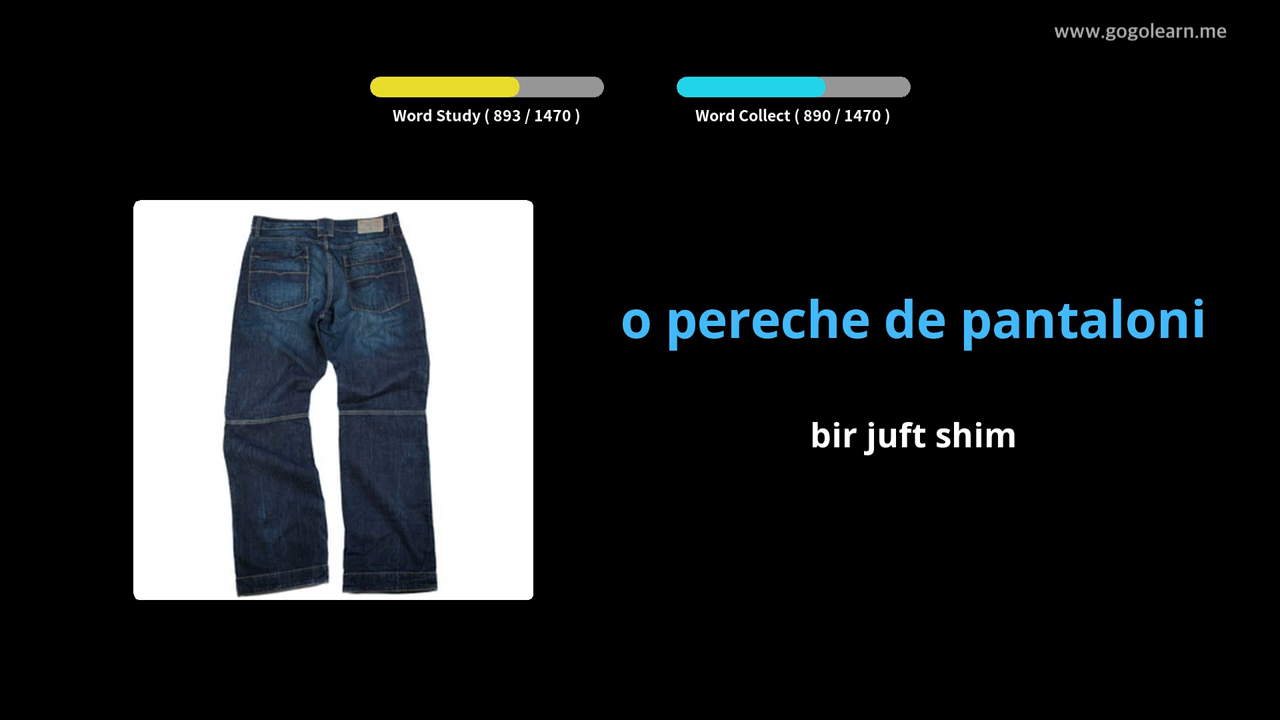 www.gogolearn.me
Word Study ( 893 / 1470 )
Word Collect ( 890 / 1470 )
o pereche de pantaloni
bir juft shim